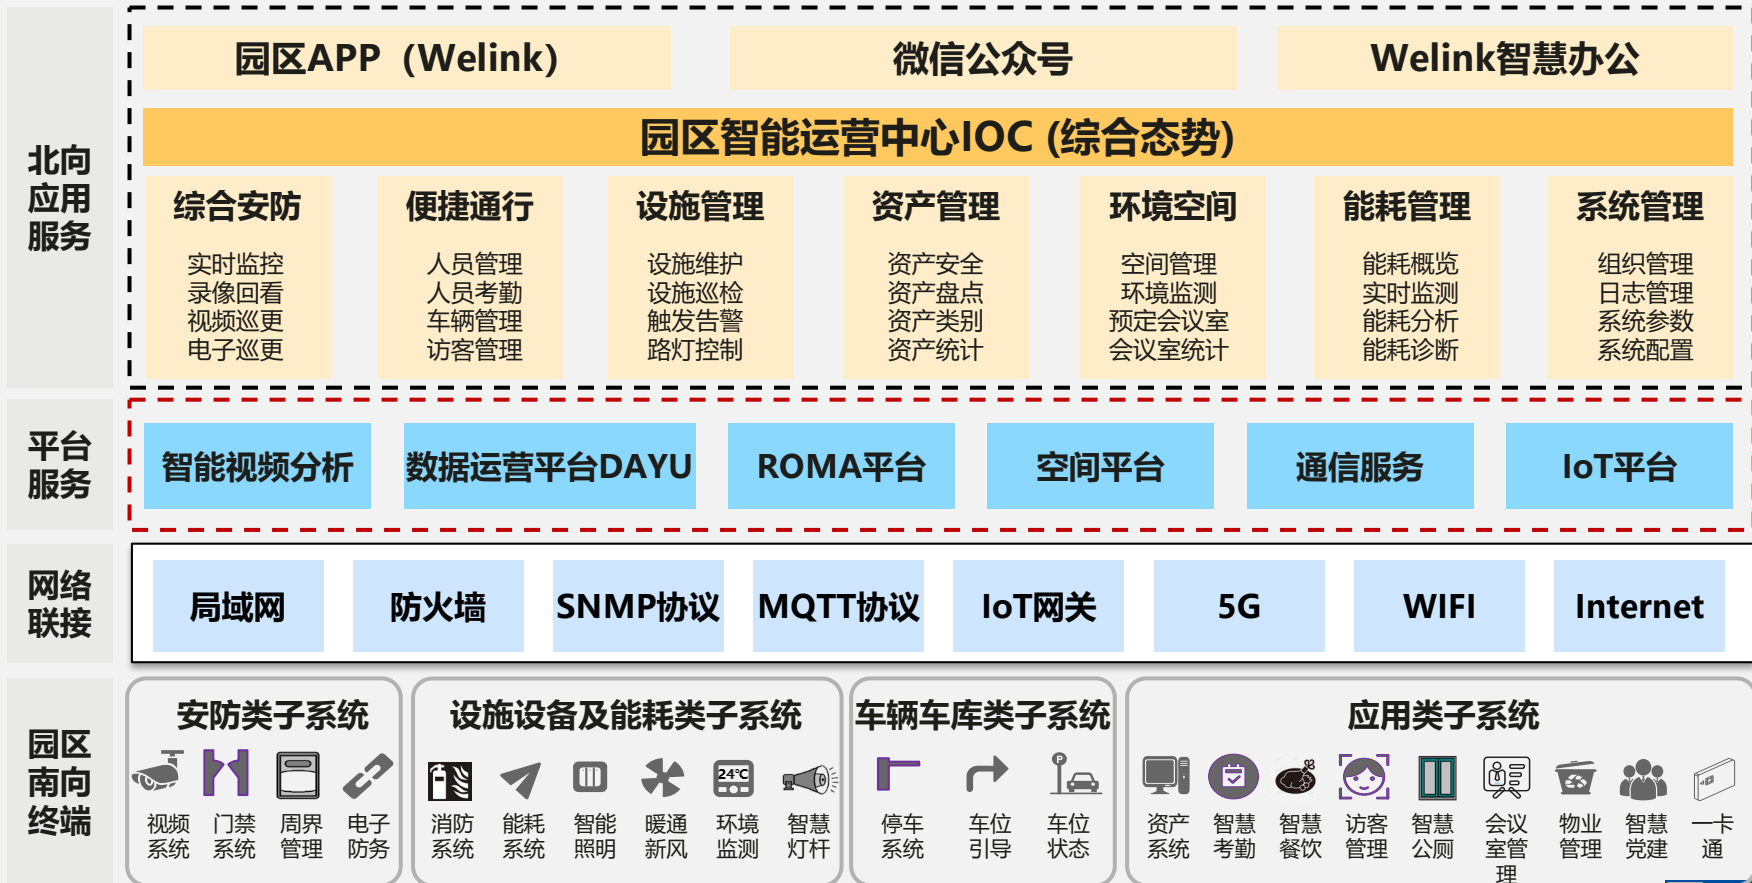 北向
应用
服务
园区APP（Welink）
微信公众号
Welink智慧办公
园区智能运营中心IOC (综合态势)
综合安防
实时监控
录像回看
视频巡更
电子巡更
便捷通行
人员管理
人员考勤
车辆管理
访客管理
设施管理
设施维护
设施巡检
触发告警
路灯控制
资产管理
资产安全
资产盘点
资产类别
资产统计
环境空间
空间管理
环境监测
预定会议室
会议室统计
能耗管理
能耗概览
实时监测
能耗分析
能耗诊断
系统管理
组织管理
日志管理
系统参数
系统配置
平台
服务
智能视频分析
数据运营平台DAYU
ROMA平台
空间平台
通信服务
IoT平台
网络
联接
局域网
防火墙
SNMP协议
MQTT协议
IoT网关
5G
WIFI
Internet
园区
南向
终端
安防类子系统
视频
系统
门禁
系统
周界
管理
电子
防务
设施设备及能耗类子系统
消防
系统
能耗
系统
智能
照明
暖通
新风
24℃
环境
监测
智慧
灯杆
车辆车库类子系统
停车
系统
车位
引导
P
车位
状态
应用类子系统
资产
系统
智慧
考勤
智慧
餐饮
访客
管理
智慧
公厕
会议
室管
理
物业
管理
智慧
党建
一卡
通